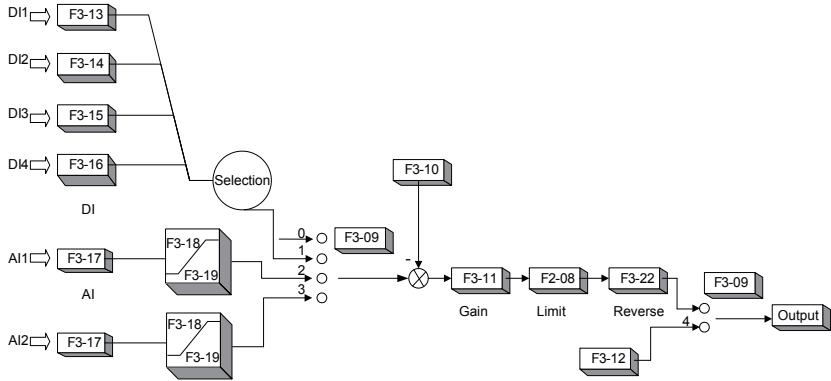 DI1 F3-13
DI2 F3-14
DI3 F3-15
DI4 F3-16
DI
Selection
F3-10
0
1
2
3
F3-09
AI1 F3-17
F3-18
F3-19
AI
AI2 F3-17
F3-18
F3-19
-
F3-11
Gain
F2-08
Limit
F3-22
Reverse
F3-09
4
F3-12
Output